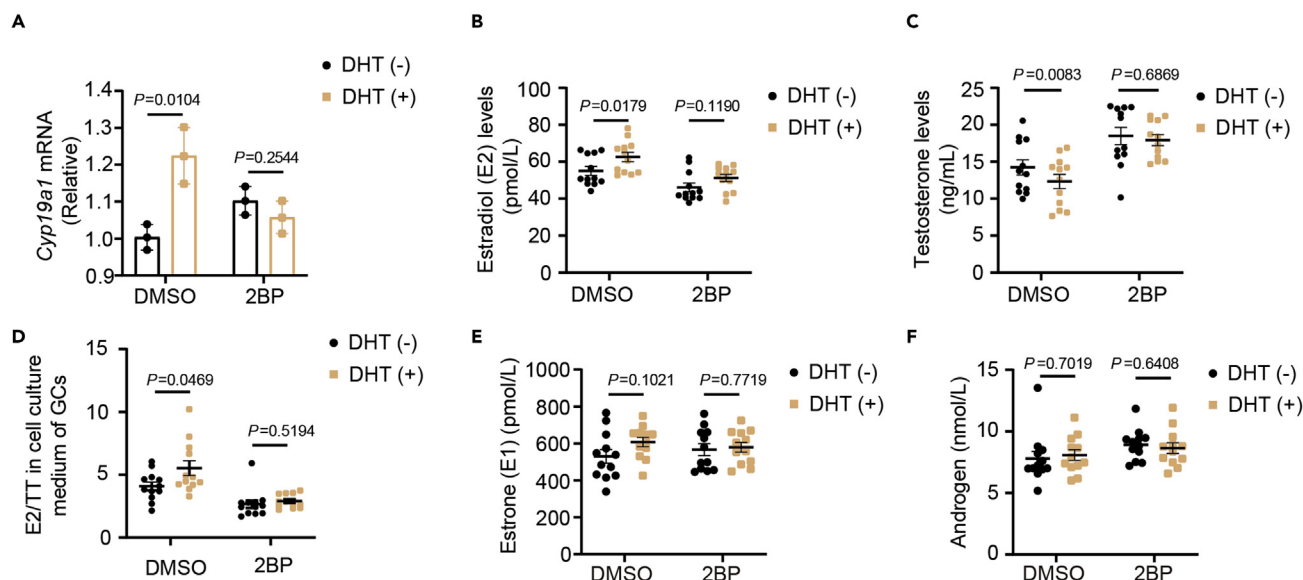 A
Cyp19a1 mRNA
(Relative)
1.4
1.3
1.2
1.1
1.0
0.9
P=0.0104
P=0.2544
DMSO
2BP
DHT (-)
DHT (+)
B
Estradiol (E2) levels
(pmol/L)
100
80
60
40
20
0
P=0.0179
P=0.1190
DMSO
2BP
DHT (-)
DHT (+)
C
Testosterone levels
(ng/mL)
25
20
15
10
5
0
P=0.0083
P=0.6869
DMSO
2BP
DHT (-)
DHT (+)
D
E2/TT in cell culture
medium of GCs
15
10
5
0
P=0.0469
P=0.5194
DMSO
2BP
DHT (-)
DHT (+)
E
Estrone (E1) (pmol/L)
1000
800
600
400
200
0
P=0.1021
P=0.7719
DMSO
2BP
DHT (-)
DHT (+)
F
Androgen (nmol/L)
15
10
5
0
P=0.7019
P=0.6408
DMSO
2BP
DHT (-)
DHT (+)